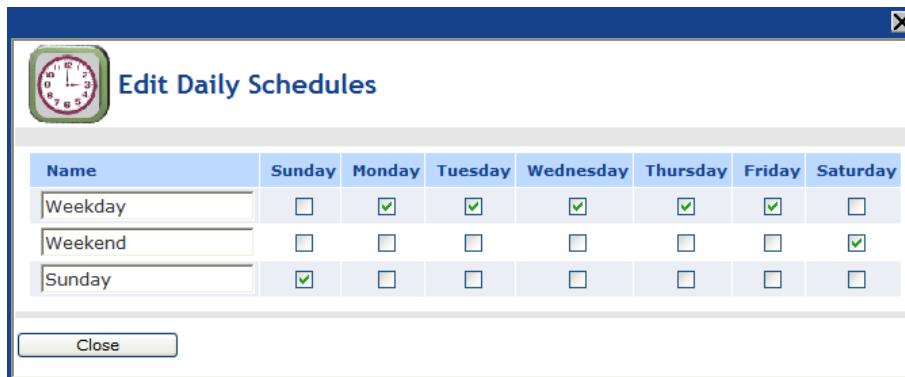 Edit Daily Schedules
Name Sunday Monday Tuesday Wednesday Thursday Friday Saturday
Weekday
Weekend
Sunday
Close